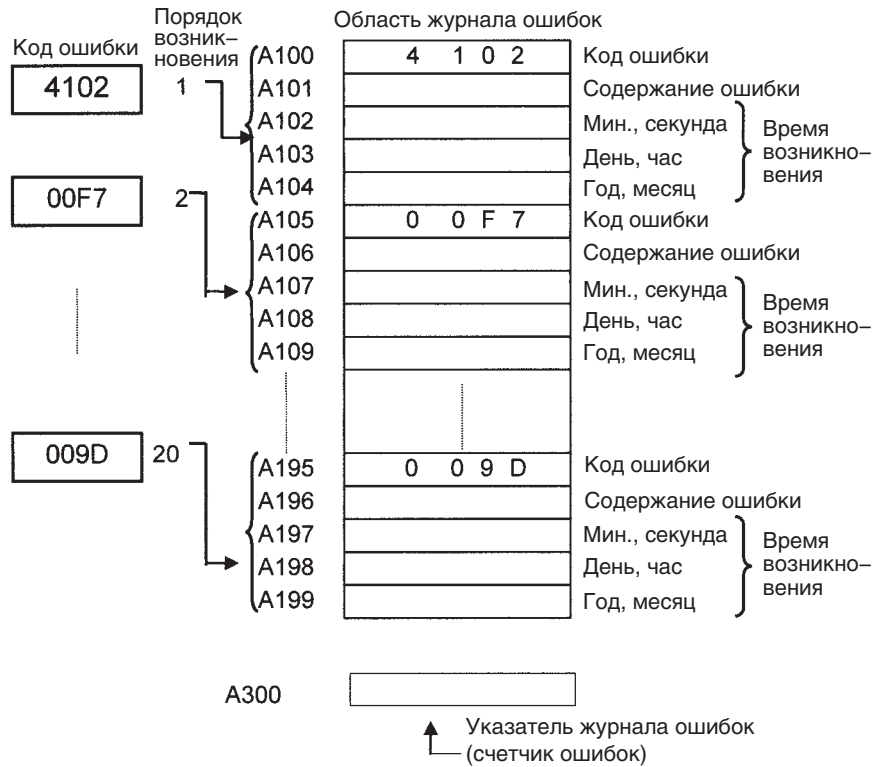 Код ошибки
Порядок
возник–
новения
Область журнала ошибок
4102
1
A100
4 1 0 2
Код ошибки
A101
Содержание ошибки
A102
Мин., секунда
A103
День, час
A104
Год, месяц
Время
возникно–
вения
00F7
2
A105
0 0 F 7
Код ошибки
A106
Содержание ошибки
A107
Мин., секунда
A108
День, час
A109
Год, месяц
Время
возникно–
вения
009D
20
A195
0 0 9 D
Код ошибки
A196
Содержание ошибки
A197
Мин., секунда
A198
День, час
A199
Год, месяц
Время
возникно–
вения
A300
Указатель журнала ошибок
(счетчик ошибок)